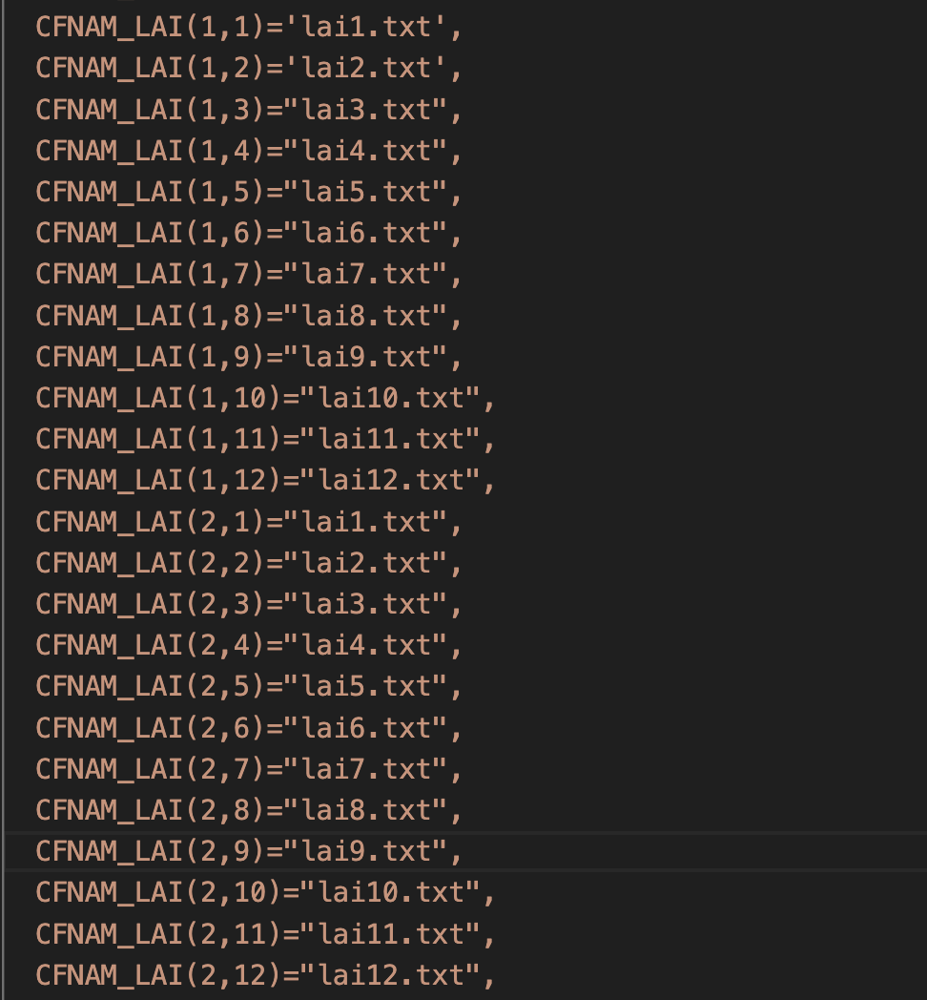 CFNAM_LAI(1,1)='lai1.txt',
CFNAM_LAI(1,2)='lai2.txt',
CFNAM_LAI(1,3)="lai3.txt",
CFNAM_LAI(1,4)="lai4.txt",
CFNAM_LAI(1,5)="lai5.txt",
CFNAM_LAI(1,6)="lai6.txt",
CFNAM_LAI(1,7)="lai7.txt",
CFNAM_LAI(1,8)="lai8.txt",
CFNAM_LAI(1,9)="lai9.txt",
CFNAM_LAI(1,10)="lai10.txt",
CFNAM_LAI(1,11)="lai11.txt",
CFNAM_LAI(1,12)="lai12.txt",
CFNAM_LAI(2,1)="lai1.txt",
CFNAM_LAI(2,2)="lai2.txt",
CFNAM_LAI(2,3)="lai3.txt",
CFNAM_LAI(2,4)="lai4.txt",
CFNAM_LAI(2,5)="lai5.txt",
CFNAM_LAI(2,6)="lai6.txt",
CFNAM_LAI(2,7)="lai7.txt",
CFNAM_LAI(2,8)="lai8.txt",
CFNAM_LAI(2,9)="lai9.txt",
CFNAM_LAI(2,10)="lai10.txt",
CFNAM_LAI(2,11)="lai11.txt",
CFNAM_LAI(2,12)="lai12.txt",